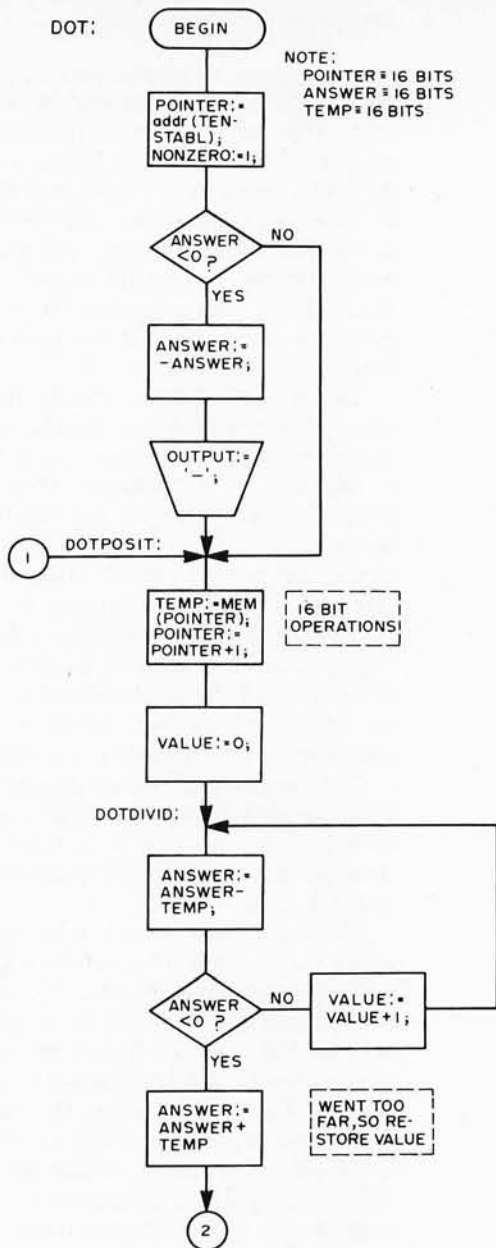 DOT:
BEGIN
NOTE:
POINTER = 16 BITS
ANSWER = 16 BITS
TEMP = 16 BITS
POINTER:=
addr(TEN-
STABL);
NONZERO:=1;
ANSWER
<0 ?
NO
YES
ANSWER:=
-ANSWER;
OUTPUT:=
'-';
1
DOTPOSIT:
TEMP:=MEM
(POINTER);
POINTER:=
POINTER+1;
16 BIT
OPERATIONS
VALUE:=0;
DOTDIVID:
ANSWER:=
ANSWER-
TEMP;
ANSWER
<0 ?
NO
VALUE:=
VALUE+1;
YES
ANSWER:=
ANSWER+
TEMP
WENT TOO
FAR, SO RE-
STORE VALUE
2